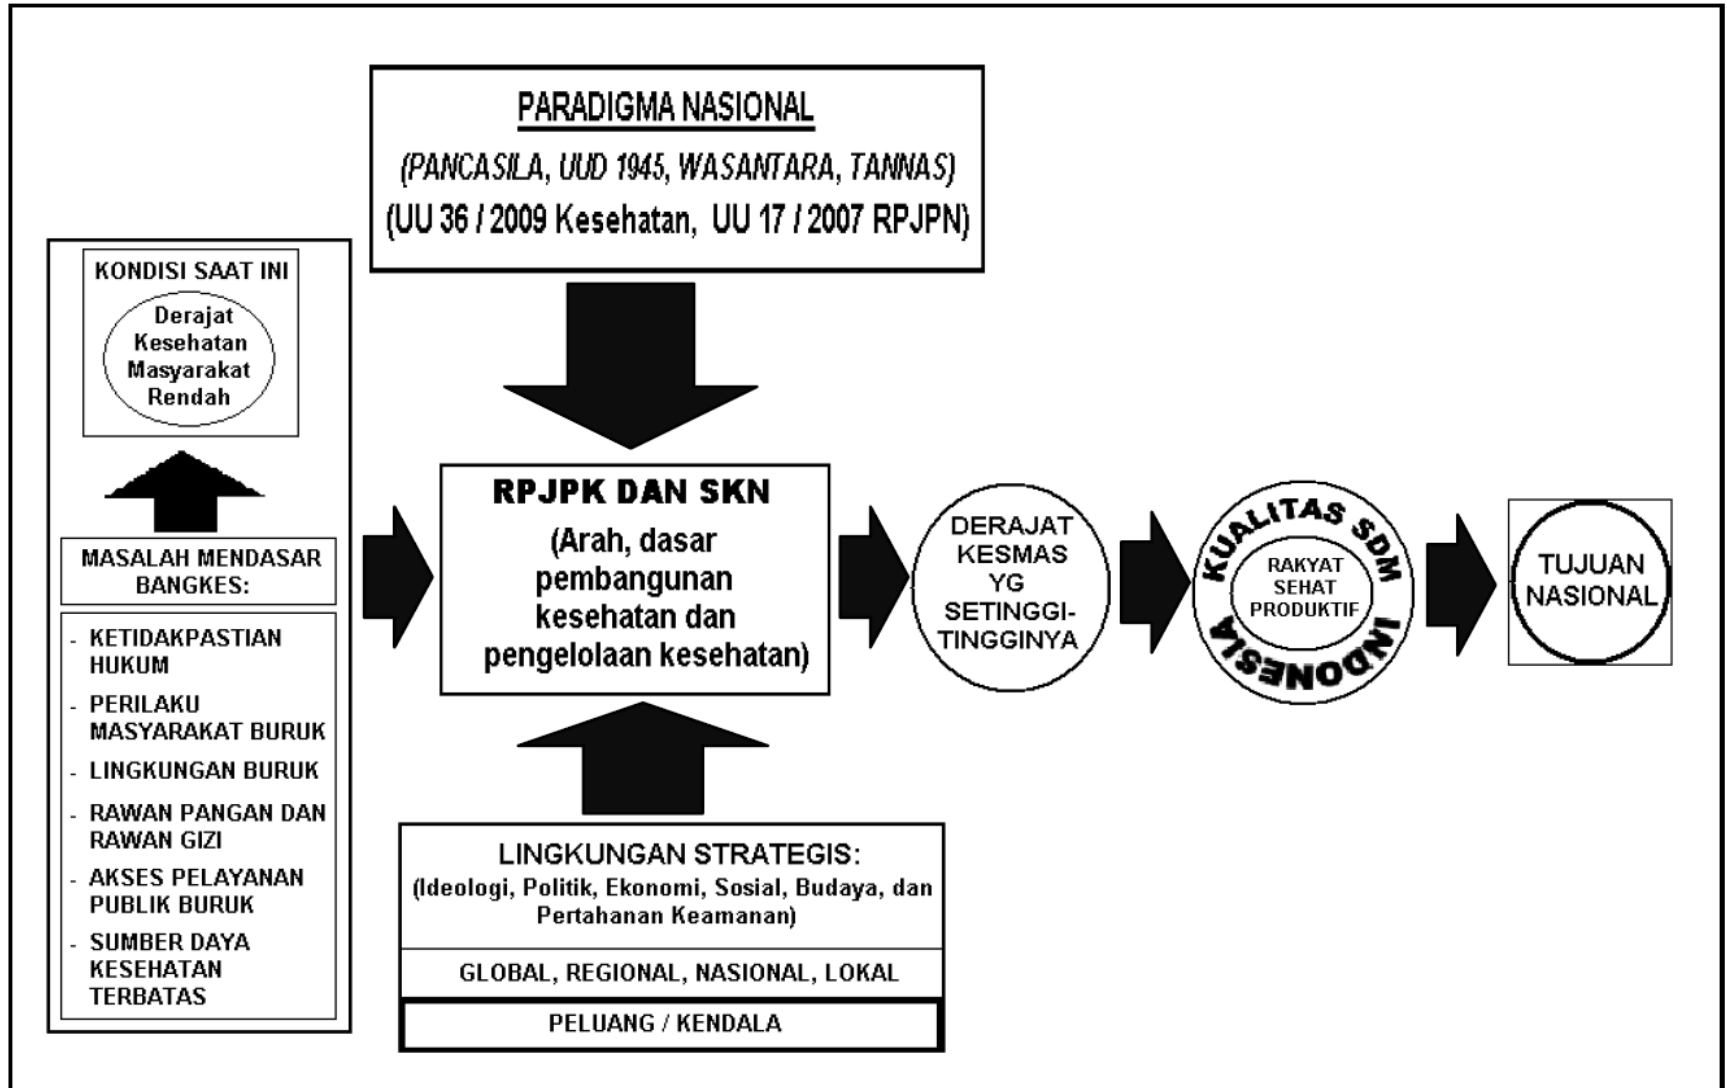 PARADIGMA NASIONAL
(PANCASILA, UUD 1945, WASANTARA, TANNAS)
(UU 36 / 2009 Kesehatan, UU 17 / 2007 RPJPN)
KONDISI SAAT INI
Derajat
Kesehatan
Masyarakat
Rendah
MASALAH MENDASAR
BANGKES:
- KETIDAKPASTIAN
HUKUM
- PERILAKU
MASYARAKAT BURUK
- LINGKUNGAN BURUK
- RAWAN PANGAN DAN
RAWAN GIZI
- AKSES PELAYANAN
PUBLIK BURUK
- SUMBER DAYA
KESEHATAN
TERBATAS
RPJPK DAN SKN
(Arah, dasar
pembangunan
kesehatan dan
pengelolaan kesehatan)
LINGKUNGAN STRATEGIS:
(Ideologi, Politik, Ekonomi, Sosial, Budaya, dan
Pertahanan Keamanan)
GLOBAL, REGIONAL, NASIONAL, LOKAL
PELUANG / KENDALA
DERAJAT
KESMAS
YG
SETINGGI-
TINGGINYA
KUALITAS SDM
INDONESIA
RAKYAT
SEHAT
PRODUKTIF
TUJUAN
NASIONAL